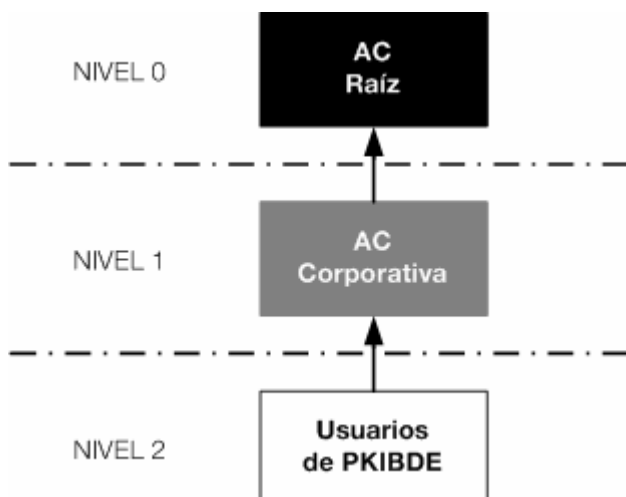 NIVEL 0
AC
Raíz
NIVEL 1
AC
Corporativa
NIVEL 2
Usuarios
de PKIBDE